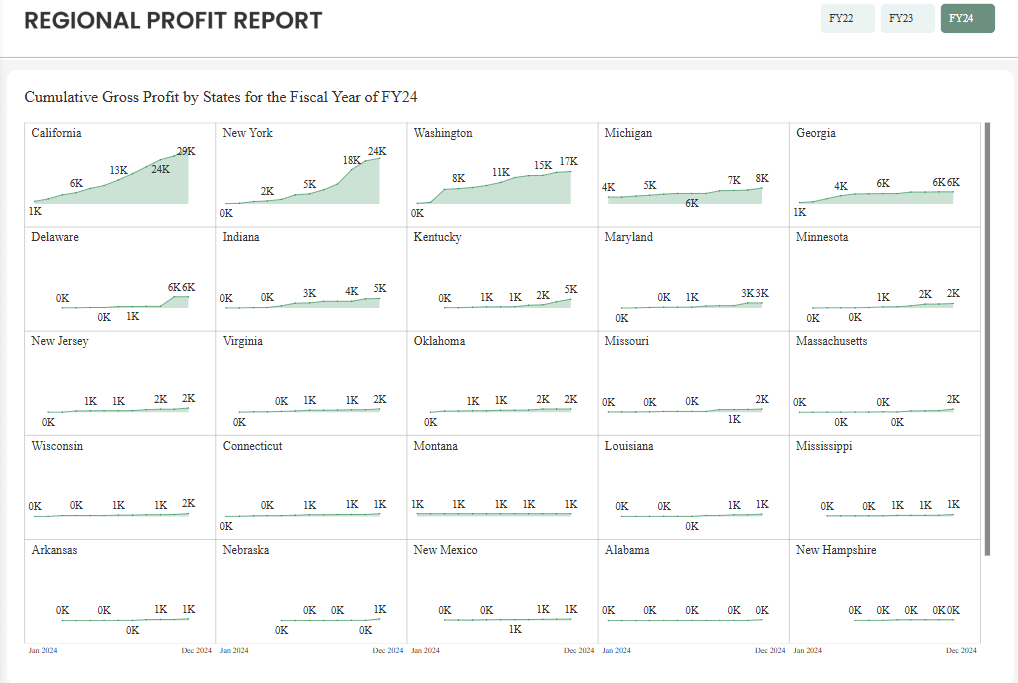 REGIONAL PROFIT REPORT
FY22 FY23 FY24
Cumulative Gross Profit by States for the Fiscal Year of FY24
California
1K 6K 13K 24K 29K
New York
0K 2K 5K 18K 24K
Washington
0K 8K 11K 15K 17K
Michigan
4K 5K 6K 7K 8K
Georgia
1K 4K 6K 6K 6K
Delaware
0K 0K 1K 6K 6K
Indiana
0K 0K 3K 4K 5K
Kentucky
0K 1K 1K 2K 5K
Maryland
0K 0K 1K 3K 3K
Minnesota
0K 0K 1K 2K 2K
New Jersey
0K 1K 1K 2K 2K
Virginia
0K 0K 1K 1K 2K
Oklahoma
0K 1K 1K 2K 2K
Missouri
0K 0K 0K 1K 2K
Massachusetts
0K 0K 0K 0K 2K
Wisconsin
0K 0K 1K 1K 2K
Connecticut
0K 0K 1K 1K 1K
Montana
1K 1K 1K 1K 1K
Louisiana
0K 0K 0K 1K 1K
Mississippi
0K 0K 1K 1K 1K
Arkansas
0K 0K 0K 1K 1K
Nebraska
0K 0K 0K 0K 1K
New Mexico
0K 0K 1K 1K 1K
Alabama
0K 0K 0K 0K 0K
New Hampshire
0K 0K 0K 0K 0K
Jan 2024 Dec 2024 Jan 2024 Dec 2024 Jan 2024 Dec 2024 Jan 2024 Dec 2024 Jan 2024 Dec 2024